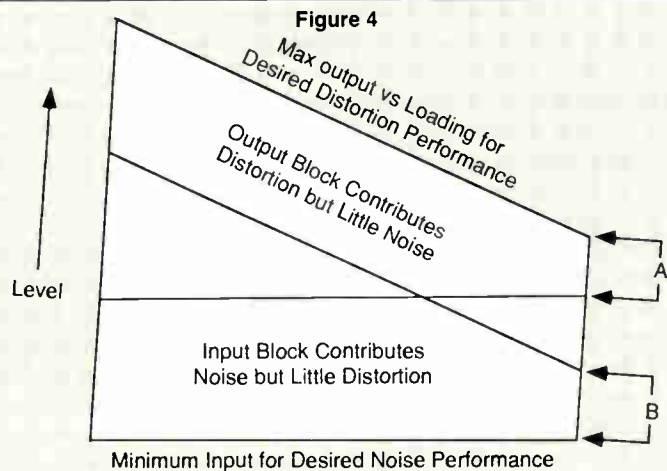 Figure 4
Max output vs Loading for
Desired Distortion Performance
Output Block Contributes
Distortion but Little Noise
Level
A
Input Block Contributes
Noise but Little Distortion
B
Minimum Input for Desired Noise Performance